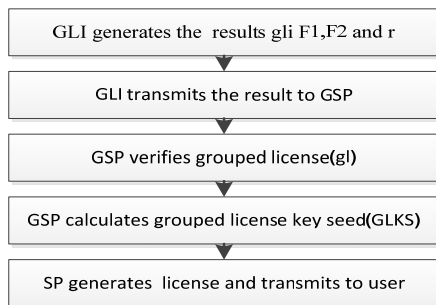 GLI generates the results gli F1,F2 and r
GLI transmits the result to GSP
GSP verifies grouped license(gl)
GSP calculates grouped license key seed(GLKS)
SP generates license and transmits to user